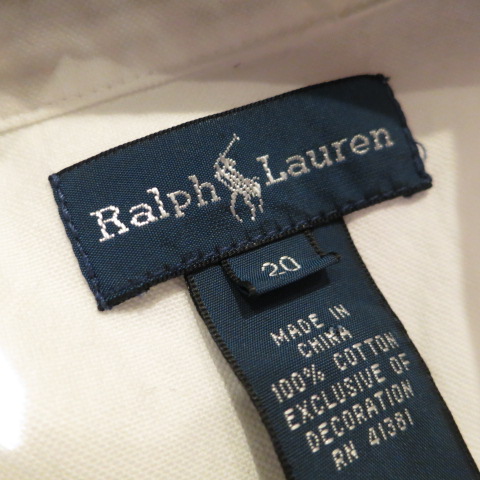 Ralph Lauren
20
MADE IN
CHINA
100% COTTON
EXCLUSIVE OF
DECORATION
RN 41381